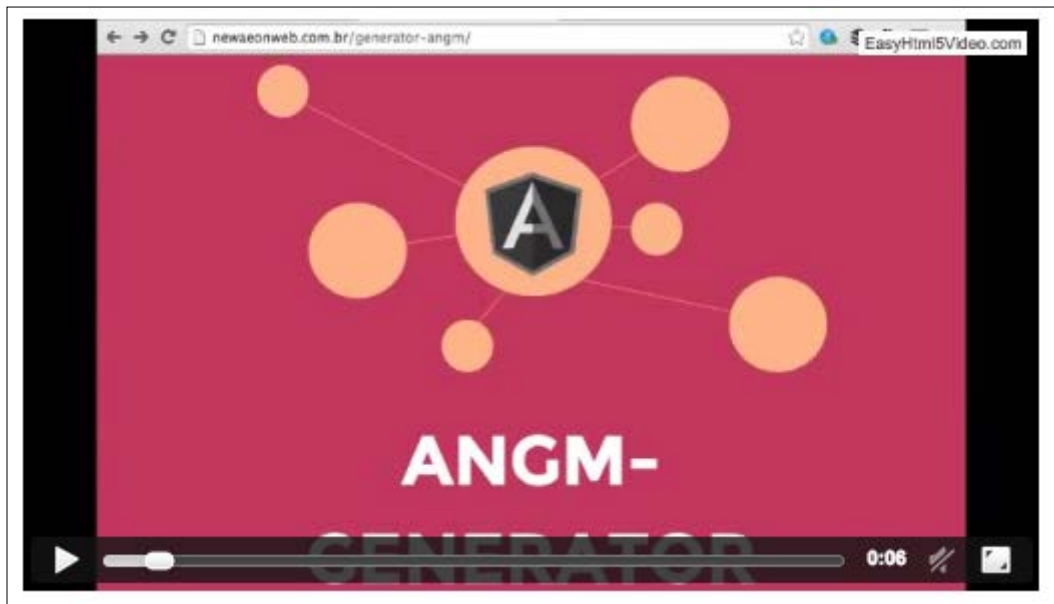 newaeonweb.com.br/generator-angm/
EasyHtml5Video.com
A
ANGM-
GENERATOR
0:06